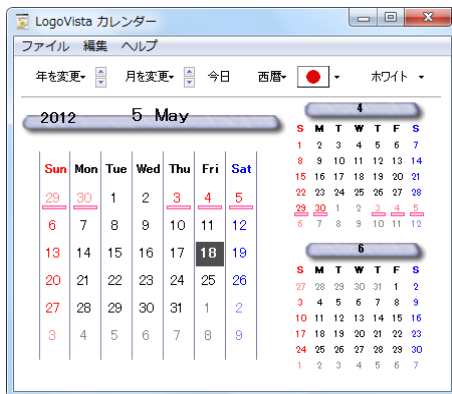 LogoVista カレンダー
ファイル 編集 ヘルプ
年を変更 月を変更 今日 西暦 ホワイト
2012 5 May
Sun Mon Tue Wed Thu Fri Sat
29 30 1 2 3 4 5
6 7 8 9 10 11 12
13 14 15 16 17 18 19
20 21 22 23 24 25 26
27 28 29 30 31 1 2
3 4 5 6 7 8 9
4
S M T W T F S
1 2 3 4 5 6 7
8 9 10 11 12 13 14
15 16 17 18 19 20 21
22 23 24 25 26 27 28
29 30 1 2 3 4 5
6 7 8 9 10 11 12
6
S M T W T F S
27 28 29 30 31 1 2
3 4 5 6 7 8 9
10 11 12 13 14 15 16
17 18 19 20 21 22 23
24 25 26 27 28 29 30
1 2 3 4 5 6 7